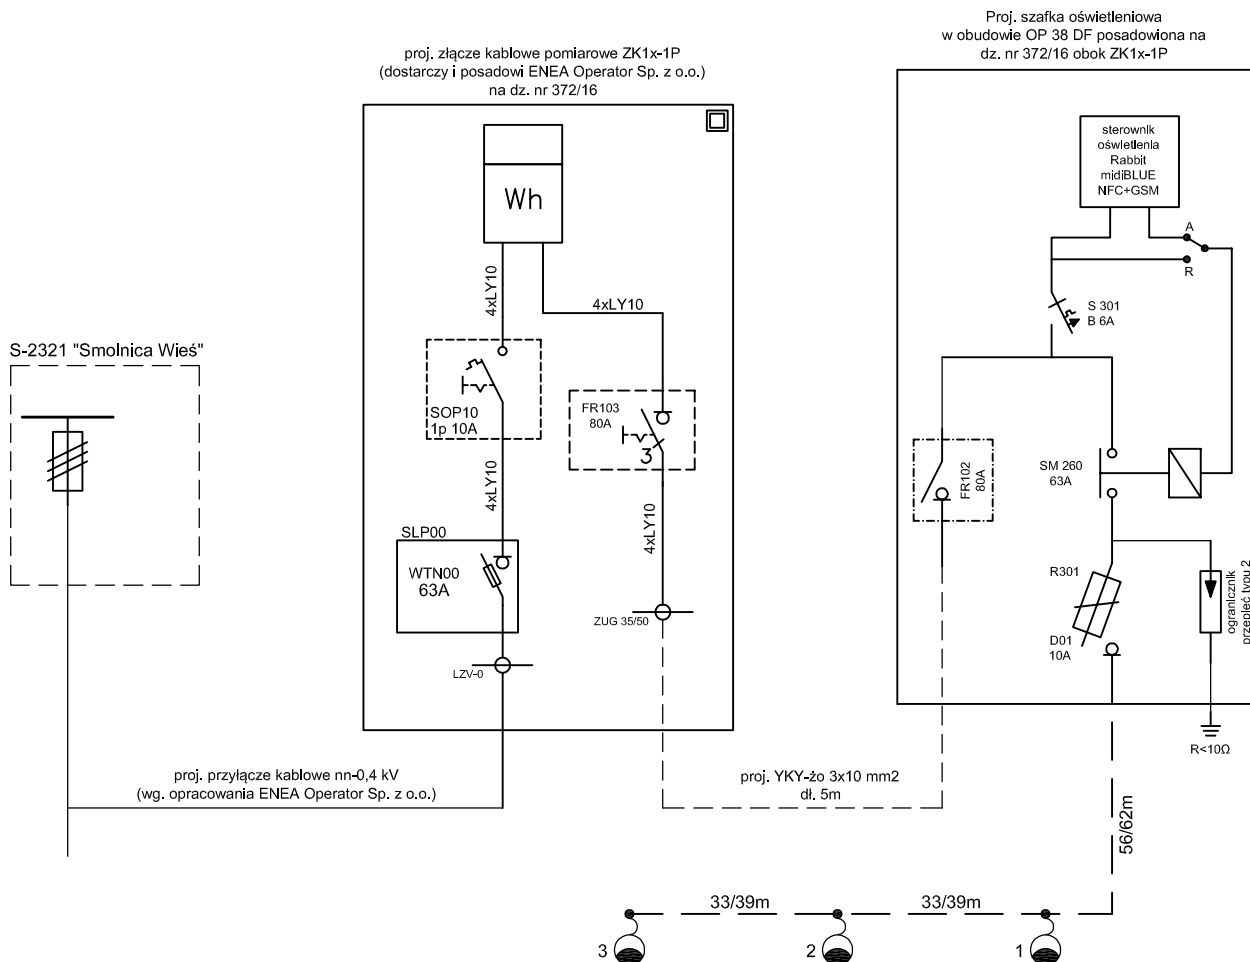 Proj. szafka oświetleniowa
w obudowie OP 38 DF posadowiona na
dz. nr 372/16 obok ZK1x-1P
proj. złącze kablowe pomiarowe ZK1x-1P
(dostarczy i posadowi ENEA Operator Sp. z o.o.)
na dz. nr 372/16
sterownik
oświetlenia
Rabbit
midiBLUE
NFC+GSM
Wh
A
R
4xLY10
4xLY10
S 301
B 6A
S-2321 "Smolnica Wieś"
SOP10
1p 10A
FR103
80A
3
4xLY10
4xLY10
FR102
80A
SM 260
63A
SLP00
WTN00
63A
R301
D01
10A
ogranicznik
przepięć typu 2
ZUG 35/50
LZV-0
R<10Ω
proj. przyłącze kablowe nn-0,4 kV
(wg. opracowania ENEA Operator Sp. z o.o.)
proj. YKY-żo 3x10 mm2
dł. 5m
56/62m
33/39m
33/39m
3
2
1